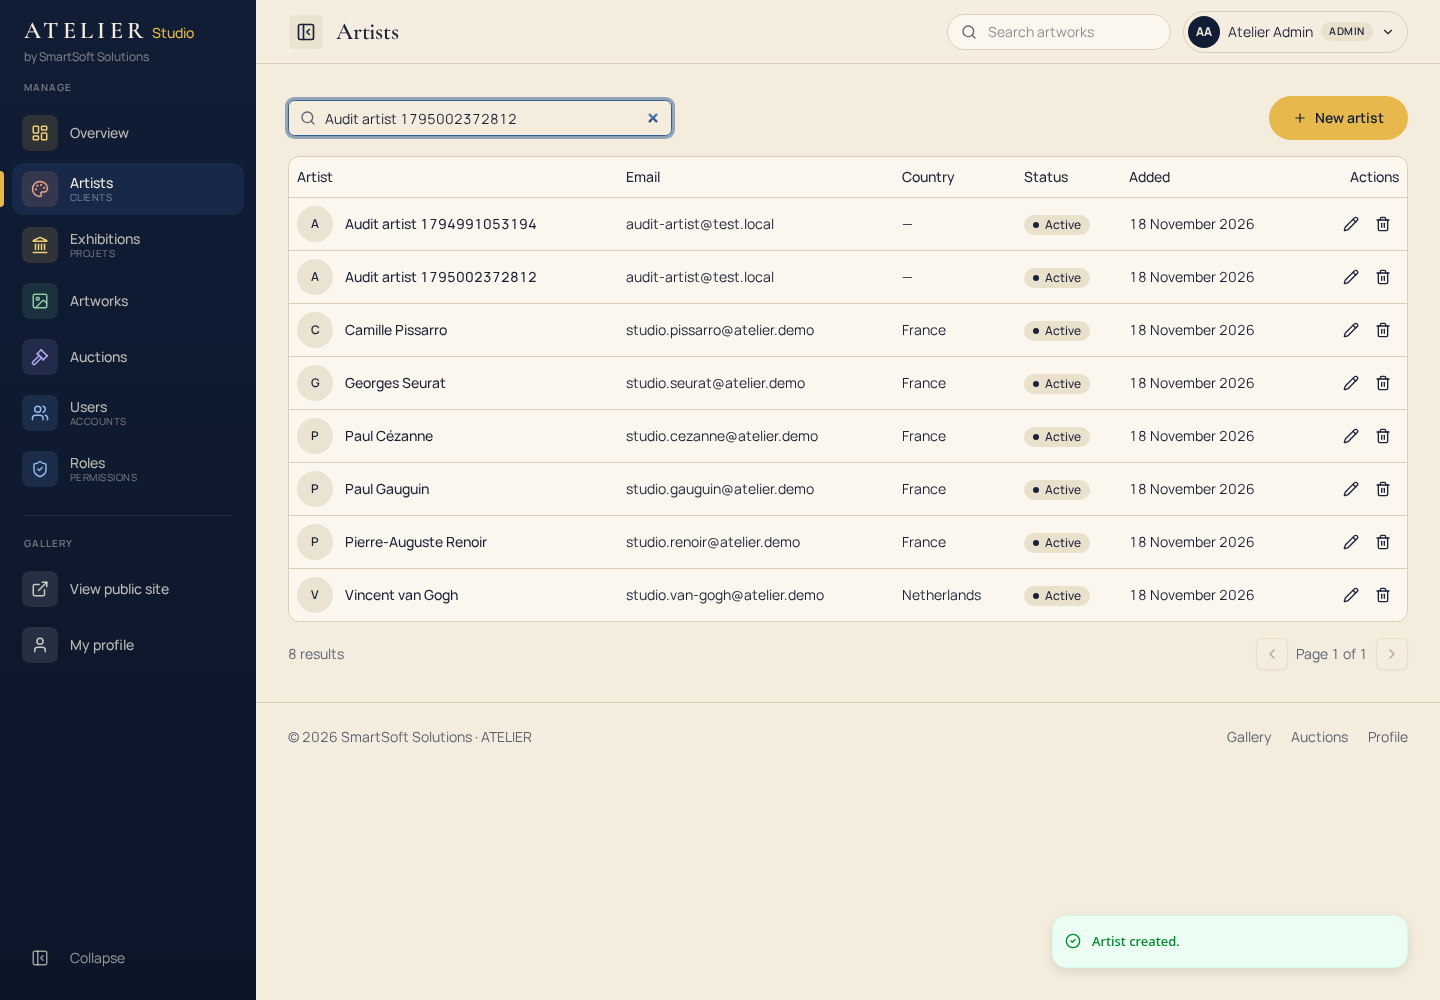 ATELIER Studio
by SmartSoft Solutions
MANAGE
Overview
Artists
CLIENTS
Exhibitions
PROJETS
Artworks
Auctions
Users
ACCOUNTS
Roles
PERMISSIONS
GALLERY
View public site
My profile
Collapse
Artists
Search artworks
AA Atelier Admin ADMIN
Audit artist 1795002372812
New artist
Artist Email Country Status Added Actions
A Audit artist 1794991053194 audit-artist@test.local — Active 18 November 2026
A Audit artist 1795002372812 audit-artist@test.local — Active 18 November 2026
C Camille Pissarro studio.pissarro@atelier.demo France Active 18 November 2026
G Georges Seurat studio.seurat@atelier.demo France Active 18 November 2026
P Paul Cézanne studio.cezanne@atelier.demo France Active 18 November 2026
P Paul Gauguin studio.gauguin@atelier.demo France Active 18 November 2026
P Pierre-Auguste Renoir studio.renoir@atelier.demo France Active 18 November 2026
V Vincent van Gogh studio.van-gogh@atelier.demo Netherlands Active 18 November 2026
8 results
Page 1 of 1
© 2026 SmartSoft Solutions · ATELIER
Gallery Auctions Profile
Artist created.